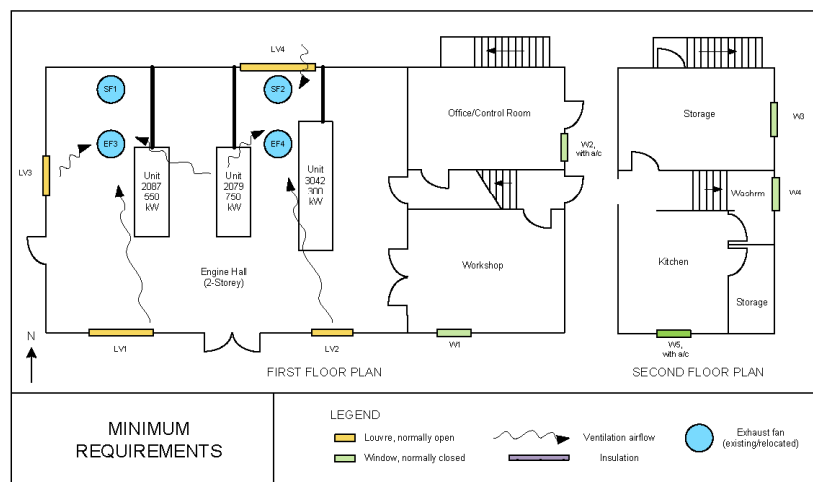 LV4
SF1
SF2
Office/Control Room
Storage
W3
W2,
with a/c
EF3
EF4
LV3
Unit
2087
550
kW
Unit
2079
750
kW
Unit
3042
300
kW
Washrm
W4
Engine Hall
(2-Storey)
Workshop
Kitchen
Storage
N
LV1
LV2
W1
W5,
with a/c
FIRST FLOOR PLAN
SECOND FLOOR PLAN
MINIMUM
REQUIREMENTS
LEGEND
Louvre, normally open
Ventilation airflow
Exhaust fan
(existing/relocated)
Window, normally closed
Insulation